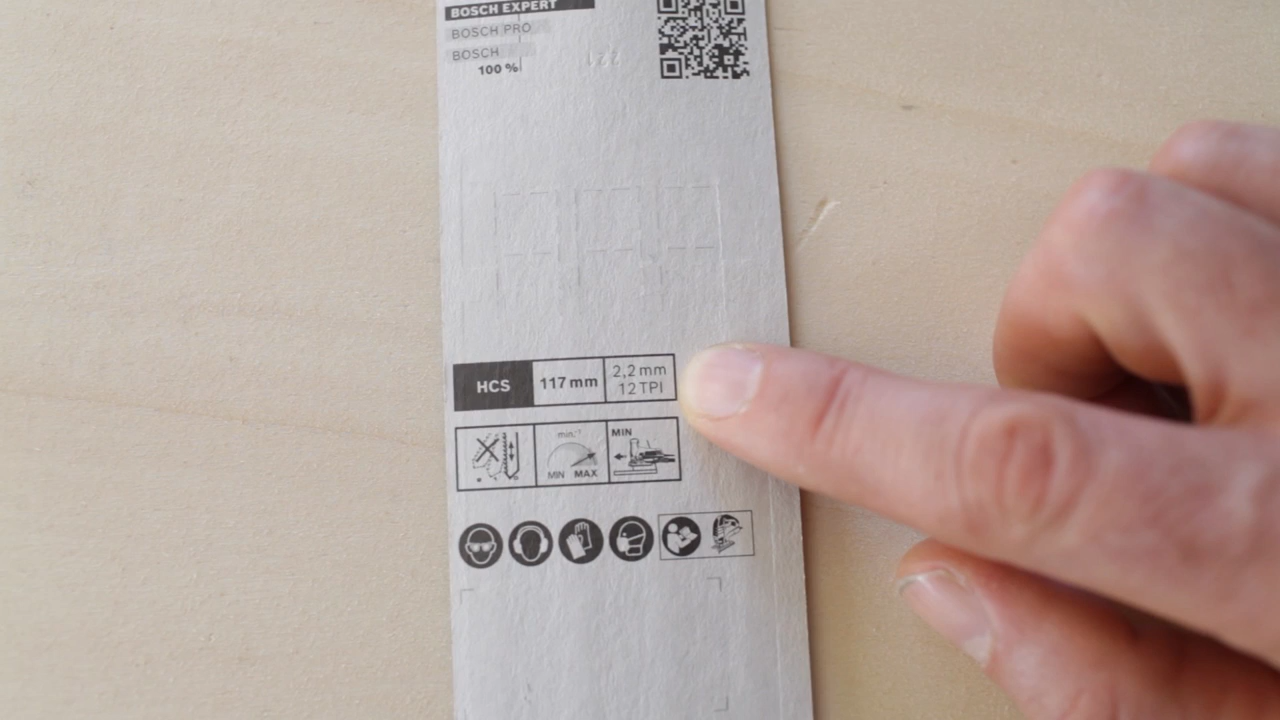 BOSCH EXPERT
BOSCH PRO
BOSCH
100 %
221
HCS
117 mm
2,2 mm
12 TPI
min.⁻¹
MIN MAX
MIN